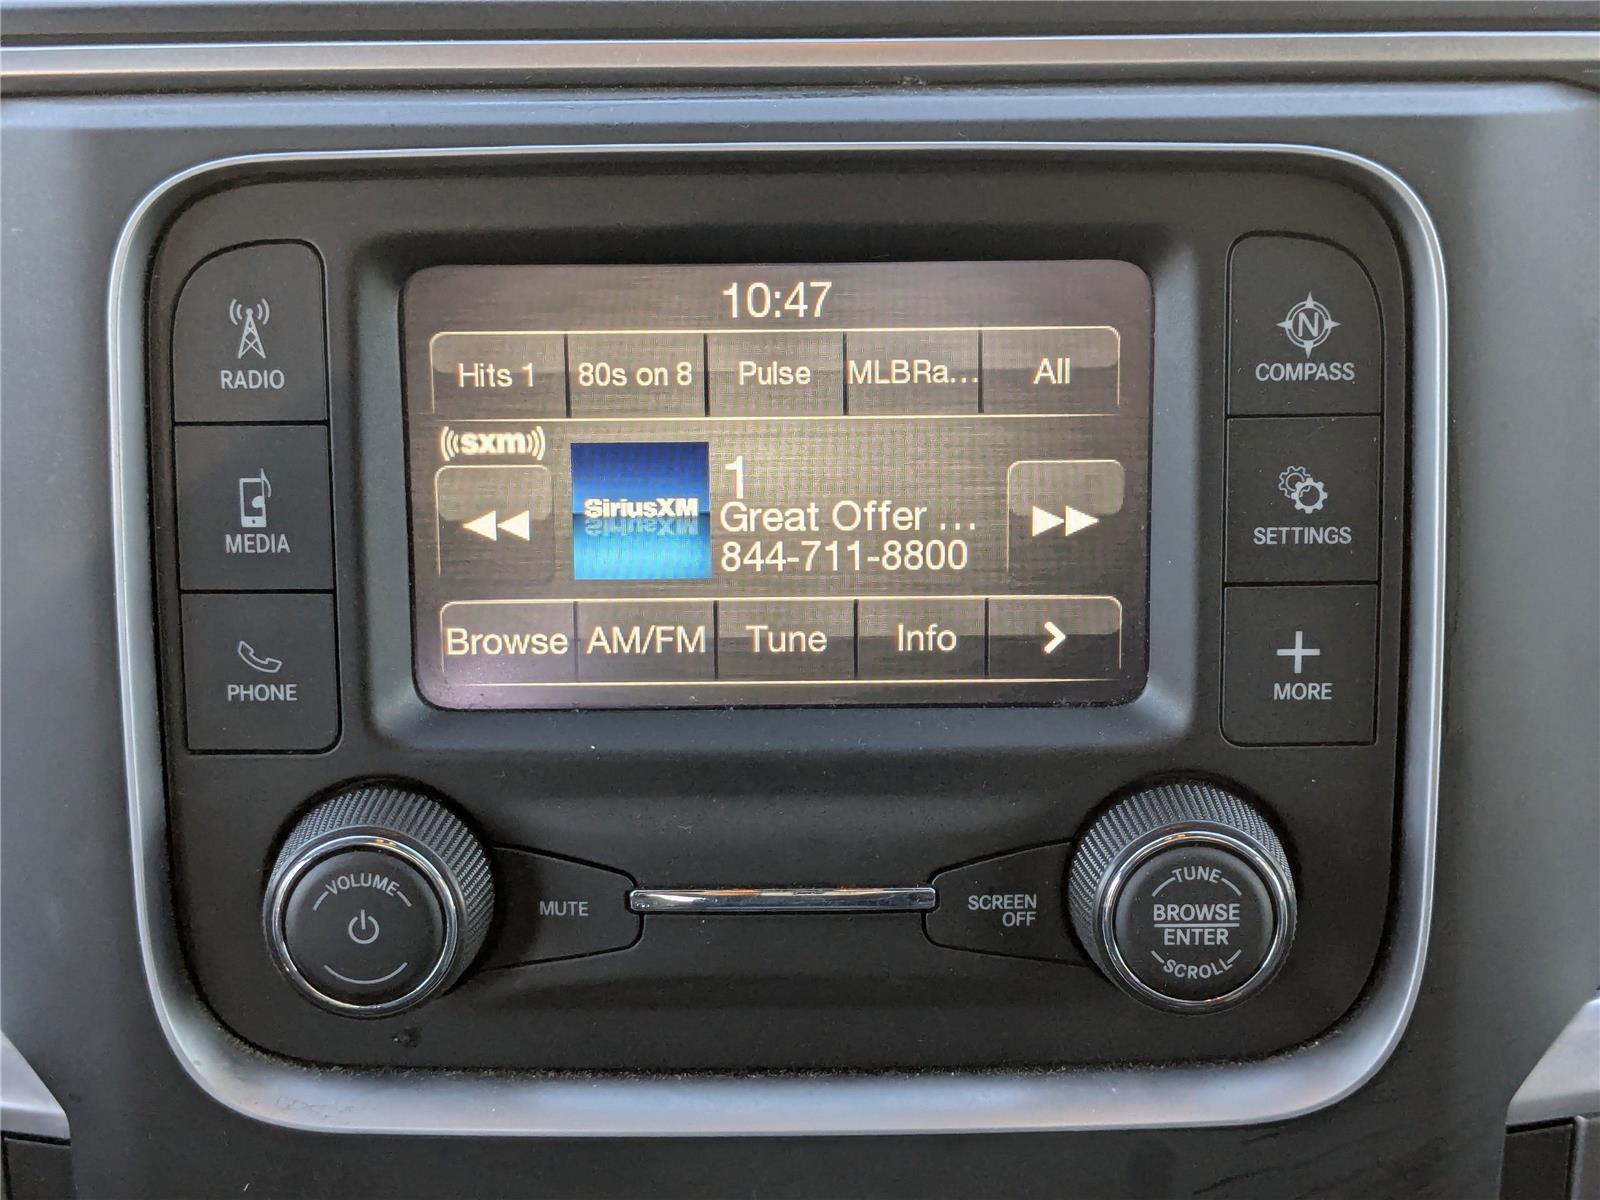 10:47
Hits 1
80s on 8
Pulse
MLBRa...
All
((sxm))
SiriusXM
1
Great Offer ...
844-711-8800
Browse
AM/FM
Tune
Info
RADIO
MEDIA
PHONE
N
COMPASS
SETTINGS
MORE
VOLUME
MUTE
SCREEN
OFF
TUNE
BROWSE
ENTER
SCROLL